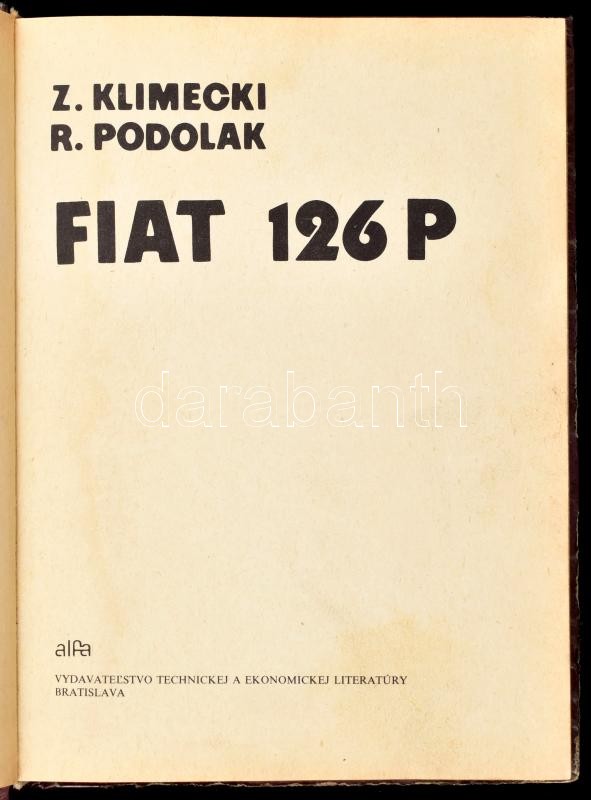 Z. KLIMECKI
R. PODOLAK
FIAT 126 P
darabanth
alfa
VYDAVATEĽSTVO TECHNICKEJ A EKONOMICKEJ LITERATÚRY
BRATISLAVA